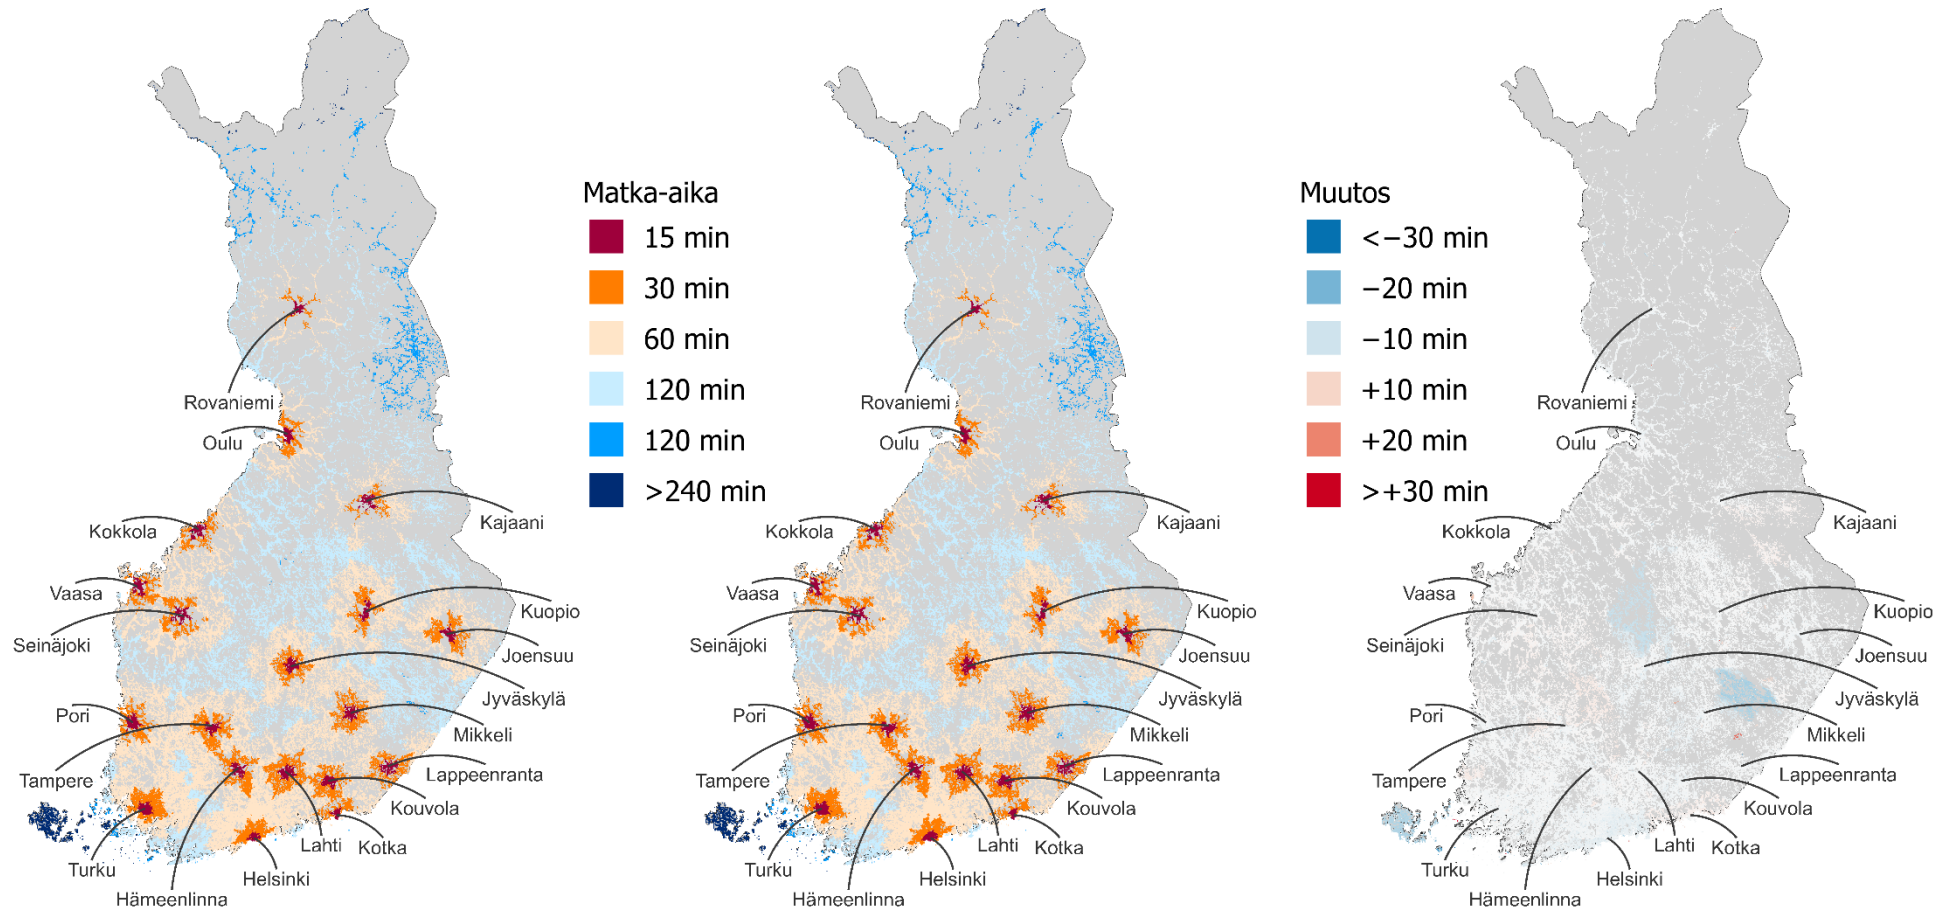 Rovaniemi
Oulu
Kokkola
Kajaani
Vaasa
Seinäjoki
Kuopio
Joensuu
Jyväskylä
Pori
Mikkeli
Tampere
Lappeenranta
Kouvola
Turku
Lahti
Kotka
Helsinki
Hämeenlinna
Matka-aika
15 min
30 min
60 min
120 min
120 min
>240 min
Rovaniemi
Oulu
Kokkola
Kajaani
Vaasa
Seinäjoki
Kuopio
Joensuu
Jyväskylä
Pori
Mikkeli
Tampere
Lappeenranta
Kouvola
Turku
Lahti
Kotka
Helsinki
Hämeenlinna
Muutos
<−30 min
−20 min
−10 min
+10 min
+20 min
>+30 min
Rovaniemi
Oulu
Kokkola
Kajaani
Vaasa
Seinäjoki
Kuopio
Joensuu
Jyväskylä
Pori
Mikkeli
Tampere
Lappeenranta
Kouvola
Turku
Lahti
Kotka
Helsinki
Hämeenlinna